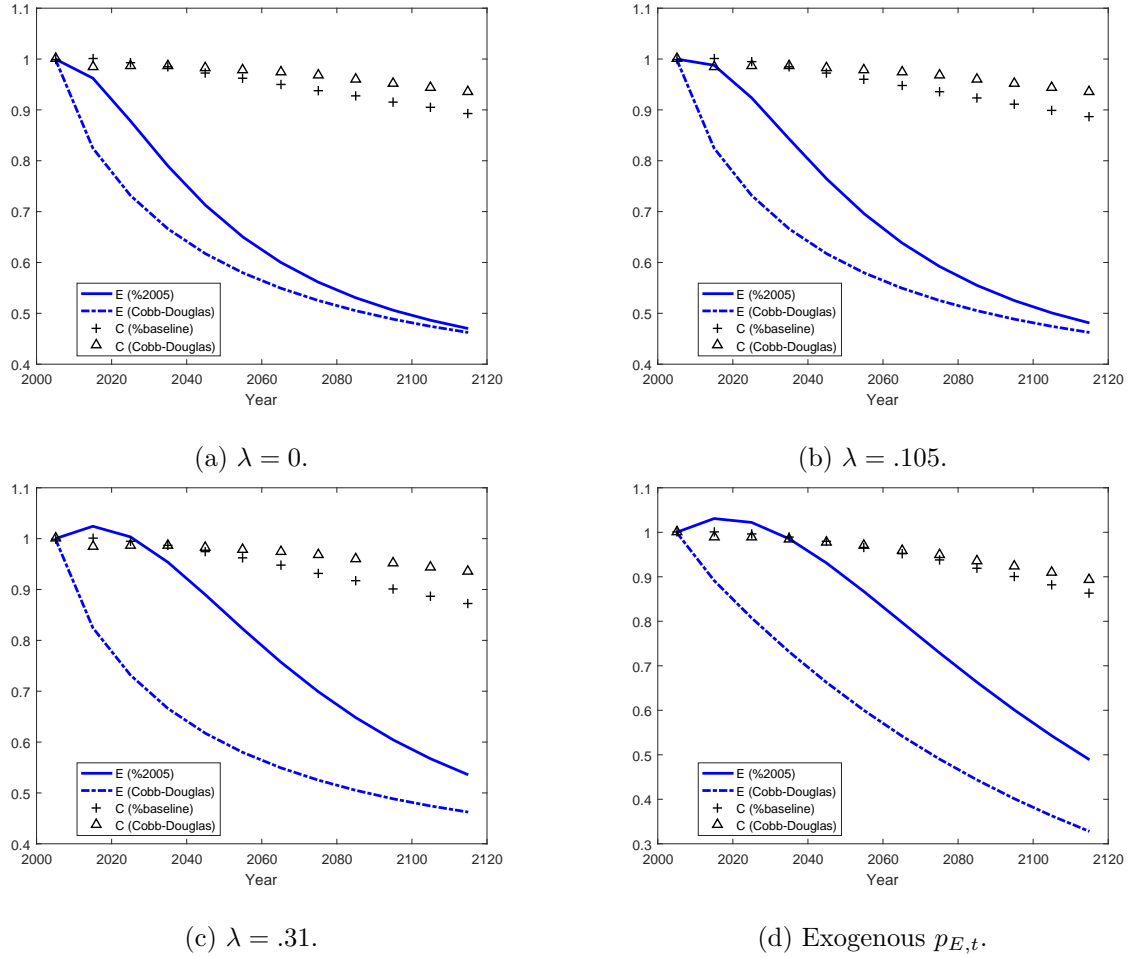 1.1
1
0.9
0.8
0.7
0.6
0.5
0.4
2000 2020 2040 2060 2080 2100 2120
Year
E (%2005)
E (Cobb-Douglas)
C (%baseline)
C (Cobb-Douglas)
(a) λ = 0.
1.1
1
0.9
0.8
0.7
0.6
0.5
0.4
2000 2020 2040 2060 2080 2100 2120
Year
E (%2005)
E (Cobb-Douglas)
C (%baseline)
C (Cobb-Douglas)
(b) λ = .105.
1.1
1
0.9
0.8
0.7
0.6
0.5
0.4
2000 2020 2040 2060 2080 2100 2120
Year
E (%2005)
E (Cobb-Douglas)
C (%baseline)
C (Cobb-Douglas)
(c) λ = .31.
1.1
1
0.9
0.8
0.7
0.6
0.5
0.4
0.3
2000 2020 2040 2060 2080 2100 2120
Year
E (%2005)
E (Cobb-Douglas)
C (%baseline)
C (Cobb-Douglas)
(d) Exogenous p_{E,t}.